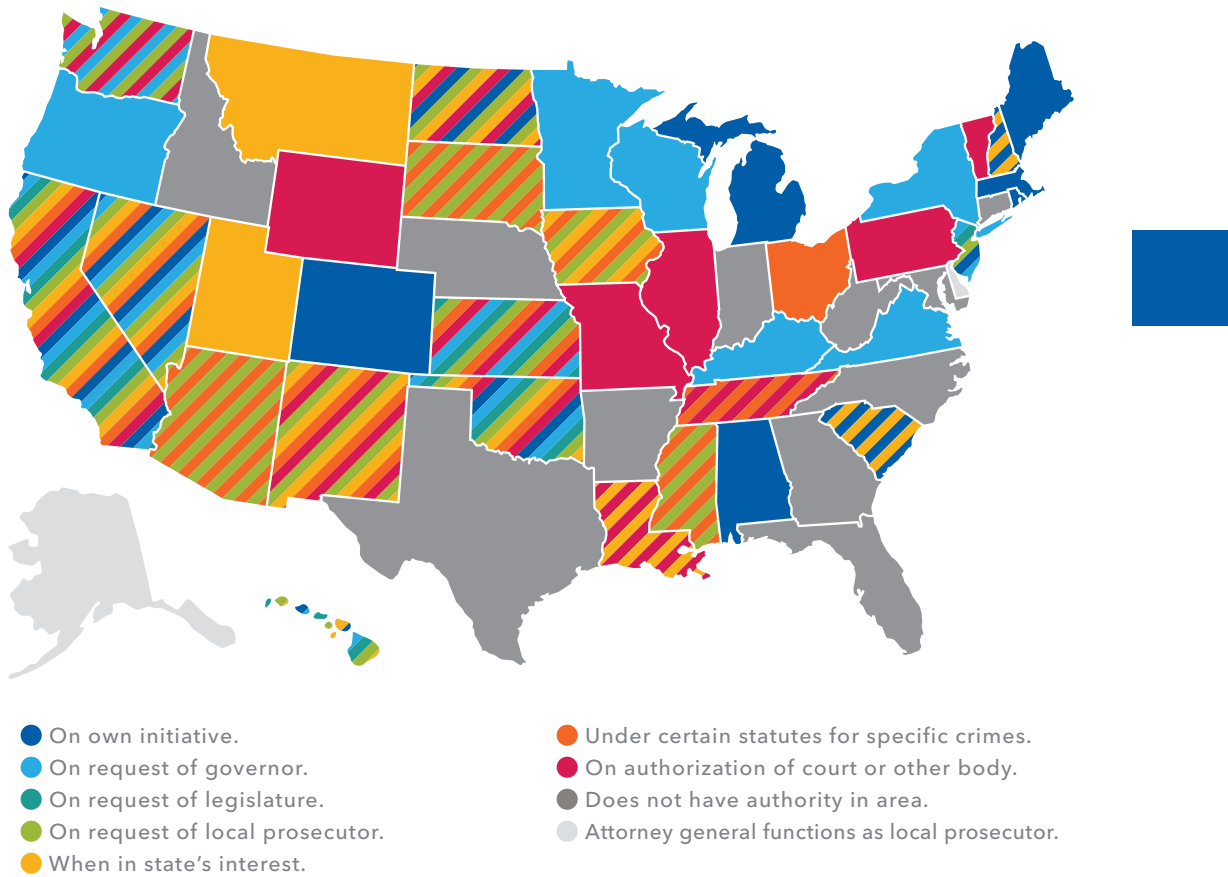 On own initiative.
On request of governor.
On request of legislature.
On request of local prosecutor.
When in state’s interest.
Under certain statutes for specific crimes.
On authorization of court or other body.
Does not have authority in area.
Attorney general functions as local prosecutor.